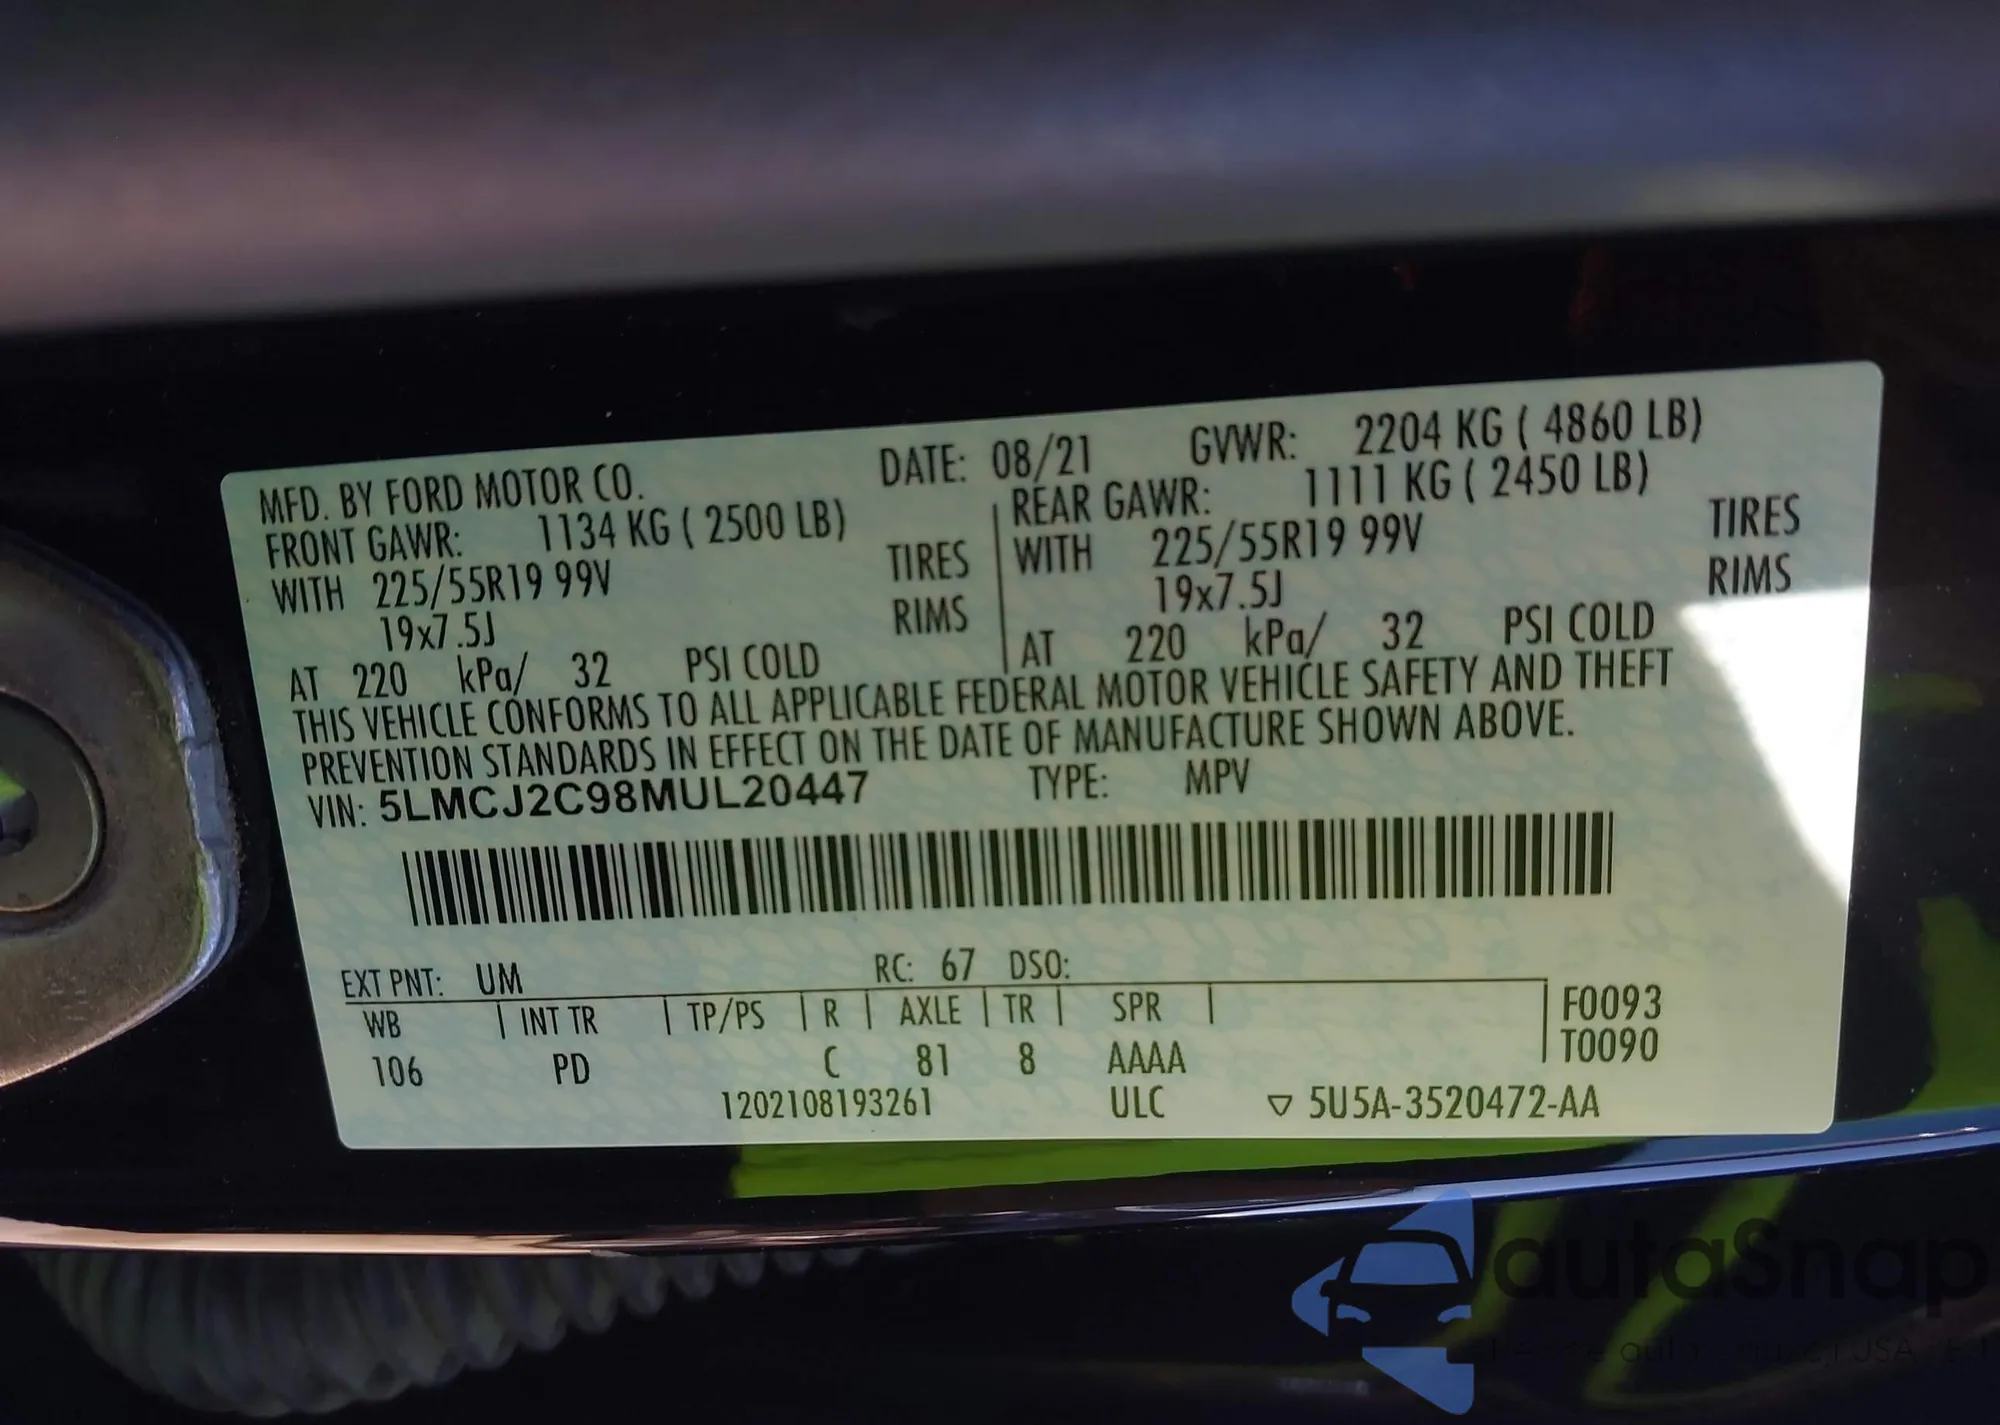 MFD. BY FORD MOTOR CO. DATE: 08/21 GVWR: 2204 KG ( 4860 LB)
FRONT GAWR: 1134 KG ( 2500 LB) REAR GAWR: 1111 KG ( 2450 LB)
WITH 225/55R19 99V TIRES WITH 225/55R19 99V TIRES
19x7.5J RIMS 19x7.5J RIMS
AT 220 kPa/ 32 PSI COLD AT 220 kPa/ 32 PSI COLD
THIS VEHICLE CONFORMS TO ALL APPLICABLE FEDERAL MOTOR VEHICLE SAFETY AND THEFT
PREVENTION STANDARDS IN EFFECT ON THE DATE OF MANUFACTURE SHOWN ABOVE.
VIN: 5LMCJ2C98MUL20447 TYPE: MPV
EXT PNT: UM RC: 67 DSO:
WB INT TR TP/PS R AXLE TR SPR F0093
106 PD C 81 8 AAAA T0090
1202108193261 ULC ▽ 5U5A-3520472-AA
autaSnap
USA